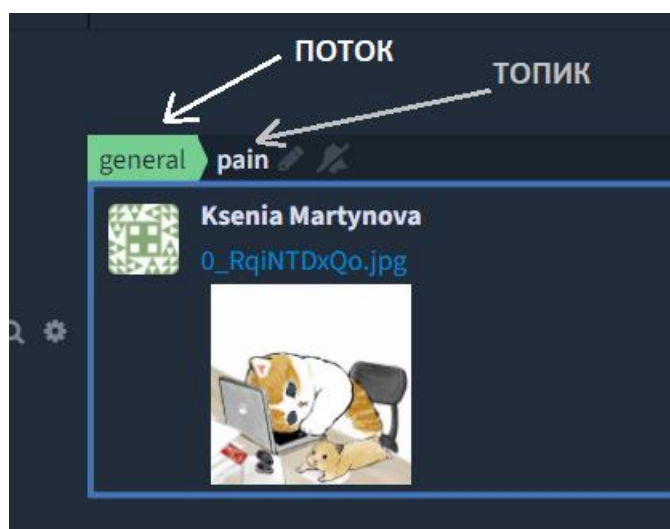 ПОТОК
ТОПИК
general pain
Ksenia Martynova
0_RqiNTDxQo.jpg